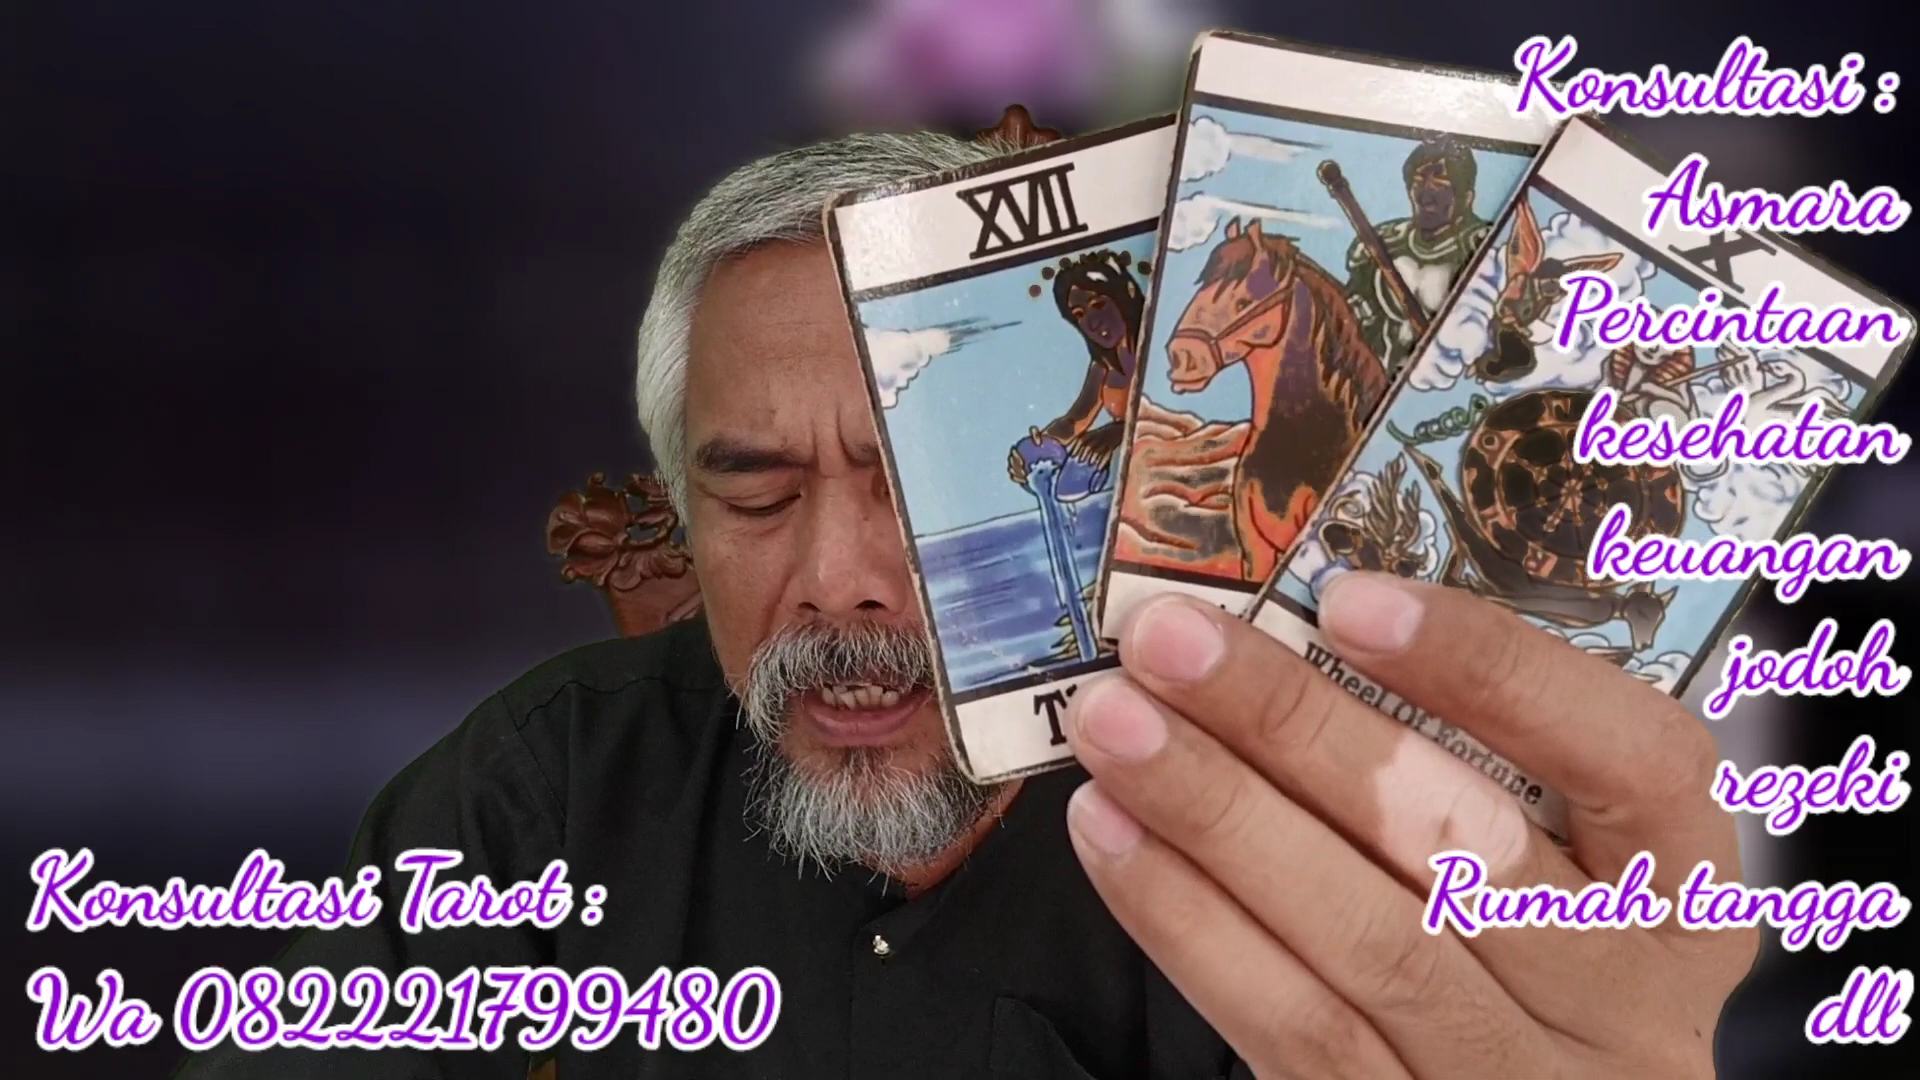 Konsultasi :
Asmara
Percintaan
kesehatan
keuangan
jodoh
rezeki
Rumah tangga
dll
XVII
X
Wheel Of Fortune
Konsultasi Tarot :
Wa 082221799480